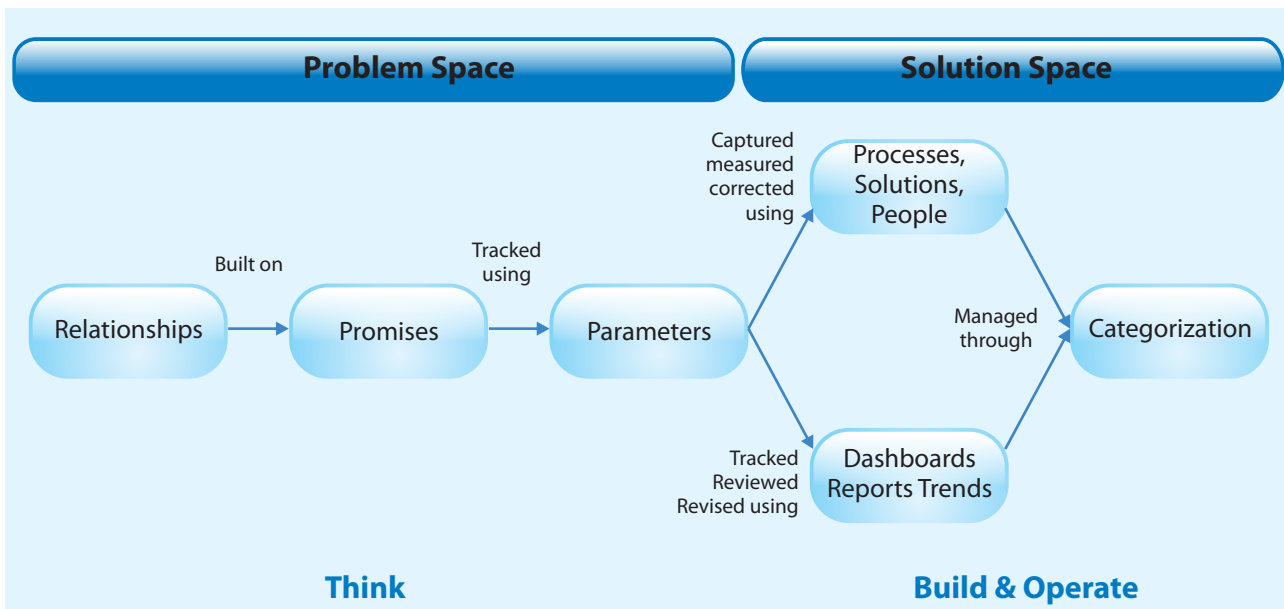 Problem Space
Solution Space
Captured
measured
corrected
using
Processes,
Solutions,
People
Built on
Tracked
using
Relationships
Promises
Parameters
Managed
through
Categorization
Tracked
Reviewed
Revised using
Dashboards
Reports Trends
Think
Build & Operate